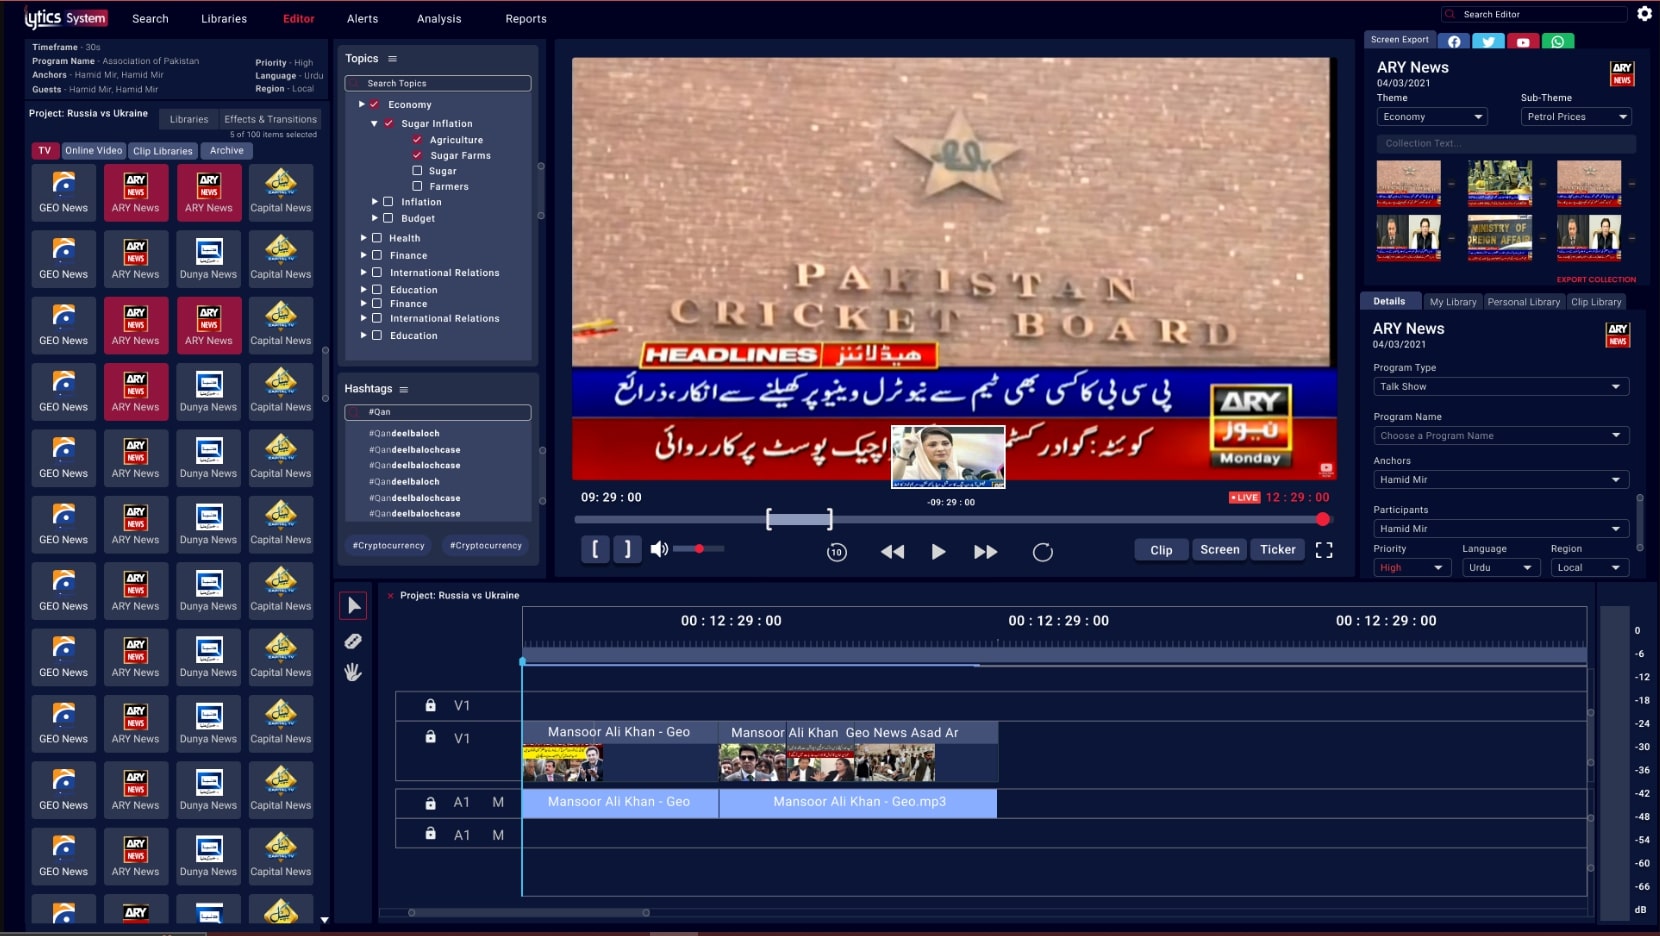 lytics System
Search Libraries Editor Alerts Analysis Reports
Search Editor
Timeframe - 30s
Program Name - Association of Pakistan
Anchors - Hamid Mir, Hamid Mir
Guests - Hamid Mir, Hamid Mir
Priority - High
Language - Urdu
Region - Local
Project: Russia vs Ukraine Libraries Effects & Transitions
5 of 100 items selected
TV Online Video Clip Libraries Archive
GEO News ARY News ARY News Capital News
GEO News ARY News Dunya News Capital News
GEO News ARY News ARY News Capital News
GEO News ARY News Dunya News Capital News
GEO News ARY News Dunya News Capital News
GEO News ARY News Dunya News Capital News
GEO News ARY News Dunya News Capital News
GEO News ARY News Dunya News Capital News
GEO News ARY News Dunya News Capital News
GEO News ARY News Dunya News Capital News
GEO News ARY News Dunya News Capital News
Topics
Search Topics
Economy
Sugar Inflation
Agriculture
Sugar Farms
Sugar
Farmers
Inflation
Budget
Health
Finance
International Relations
Education
Finance
International Relations
Education
Hashtags
#Qan
#Qandeelbaloch
#Qandeelbalochcase
#Qandeelbalochcase
#Qandeelbaloch
#Qandeelbalochcase
#Qandeelbalochcase
#Cryptocurrency #Cryptocurrency
PAKISTAN
CRICKET BOARD
HEADLINES ہیڈلائنز
پی سی بی کا کسی بھی ٹیم سے نیوٹرل وینیو پر کھیلنے سے انکار، ذرائع
کوئٹہ: گوادر کسٹم اچیک پوسٹ پر کارروائی
ARY
نیوز
Monday
09: 29 : 00
-09: 29 : 00
LIVE 12 : 29 : 00
[ ] 10 Clip Screen Ticker
Screen Export
ARY News
04/03/2021
ARY NEWS
Theme Sub-Theme
Economy Petrol Prices
Collection Text...
MINISTRY OF
FOREIGN AFFAIR
EXPORT COLLECTION
Details My Library Personal Library Clip Library
ARY News
04/03/2021
ARY NEWS
Program Type
Talk Show
Program Name
Choose a Program Name
Anchors
Hamid Mir
Participants
Hamid Mir
Priority Language Region
High Urdu Local
× Project: Russia vs Ukraine
00 : 12 : 29 : 00 00 : 12 : 29 : 00 00 : 12 : 29 : 00
V1
V1 Mansoor Ali Khan - Geo Mansoor Ali Khan Geo News Asad Ar
A1 M Mansoor Ali Khan - Geo Mansoor Ali Khan - Geo.mp3
A1 M
0
-6
-12
-18
-24
-30
-36
-42
-48
-54
-60
-66
dB